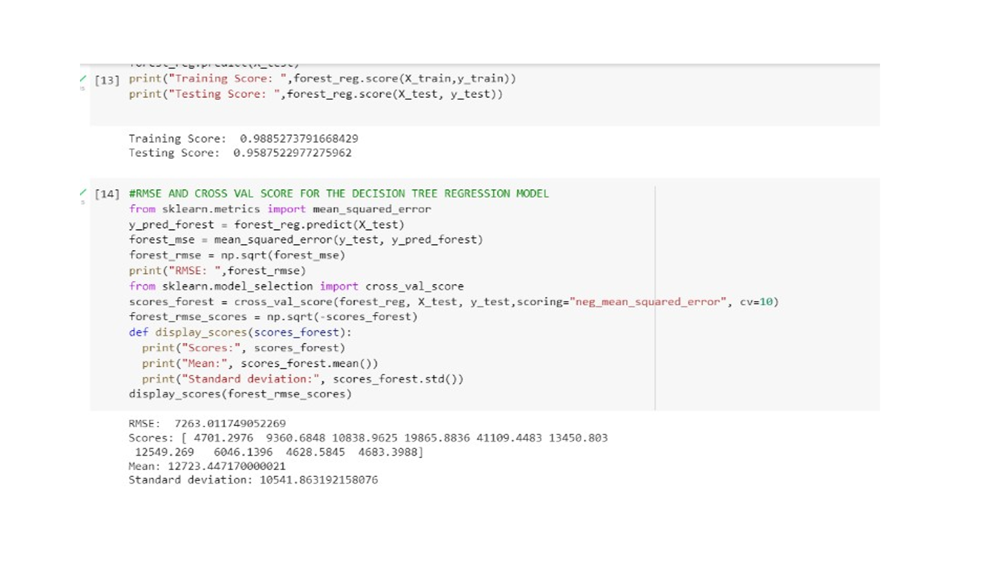 forest_reg.predict(X_test)
[13] print("Training Score: ",forest_reg.score(X_train,y_train))
print("Testing Score: ",forest_reg.score(X_test, y_test))
Training Score:  0.9885273791668429
Testing Score:  0.9587522977275962
[14] #RMSE AND CROSS VAL SCORE FOR THE DECISION TREE REGRESSION MODEL
from sklearn.metrics import mean_squared_error
y_pred_forest = forest_reg.predict(X_test)
forest_mse = mean_squared_error(y_test, y_pred_forest)
forest_rmse = np.sqrt(forest_mse)
print("RMSE: ",forest_rmse)
from sklearn.model_selection import cross_val_score
scores_forest = cross_val_score(forest_reg, X_test, y_test,scoring="neg_mean_squared_error", cv=10)
forest_rmse_scores = np.sqrt(-scores_forest)
def display_scores(scores_forest):
  print("Scores:", scores_forest)
  print("Mean:", scores_forest.mean())
  print("Standard deviation:", scores_forest.std())
display_scores(forest_rmse_scores)
RMSE:  7263.011749052269
Scores: [ 4701.2976  9360.6848 10838.9625 19865.8836 41109.4483 13450.803
 12549.269   6046.1396  4628.5845  4683.3988]
Mean: 12723.447170000021
Standard deviation: 10541.863192158076